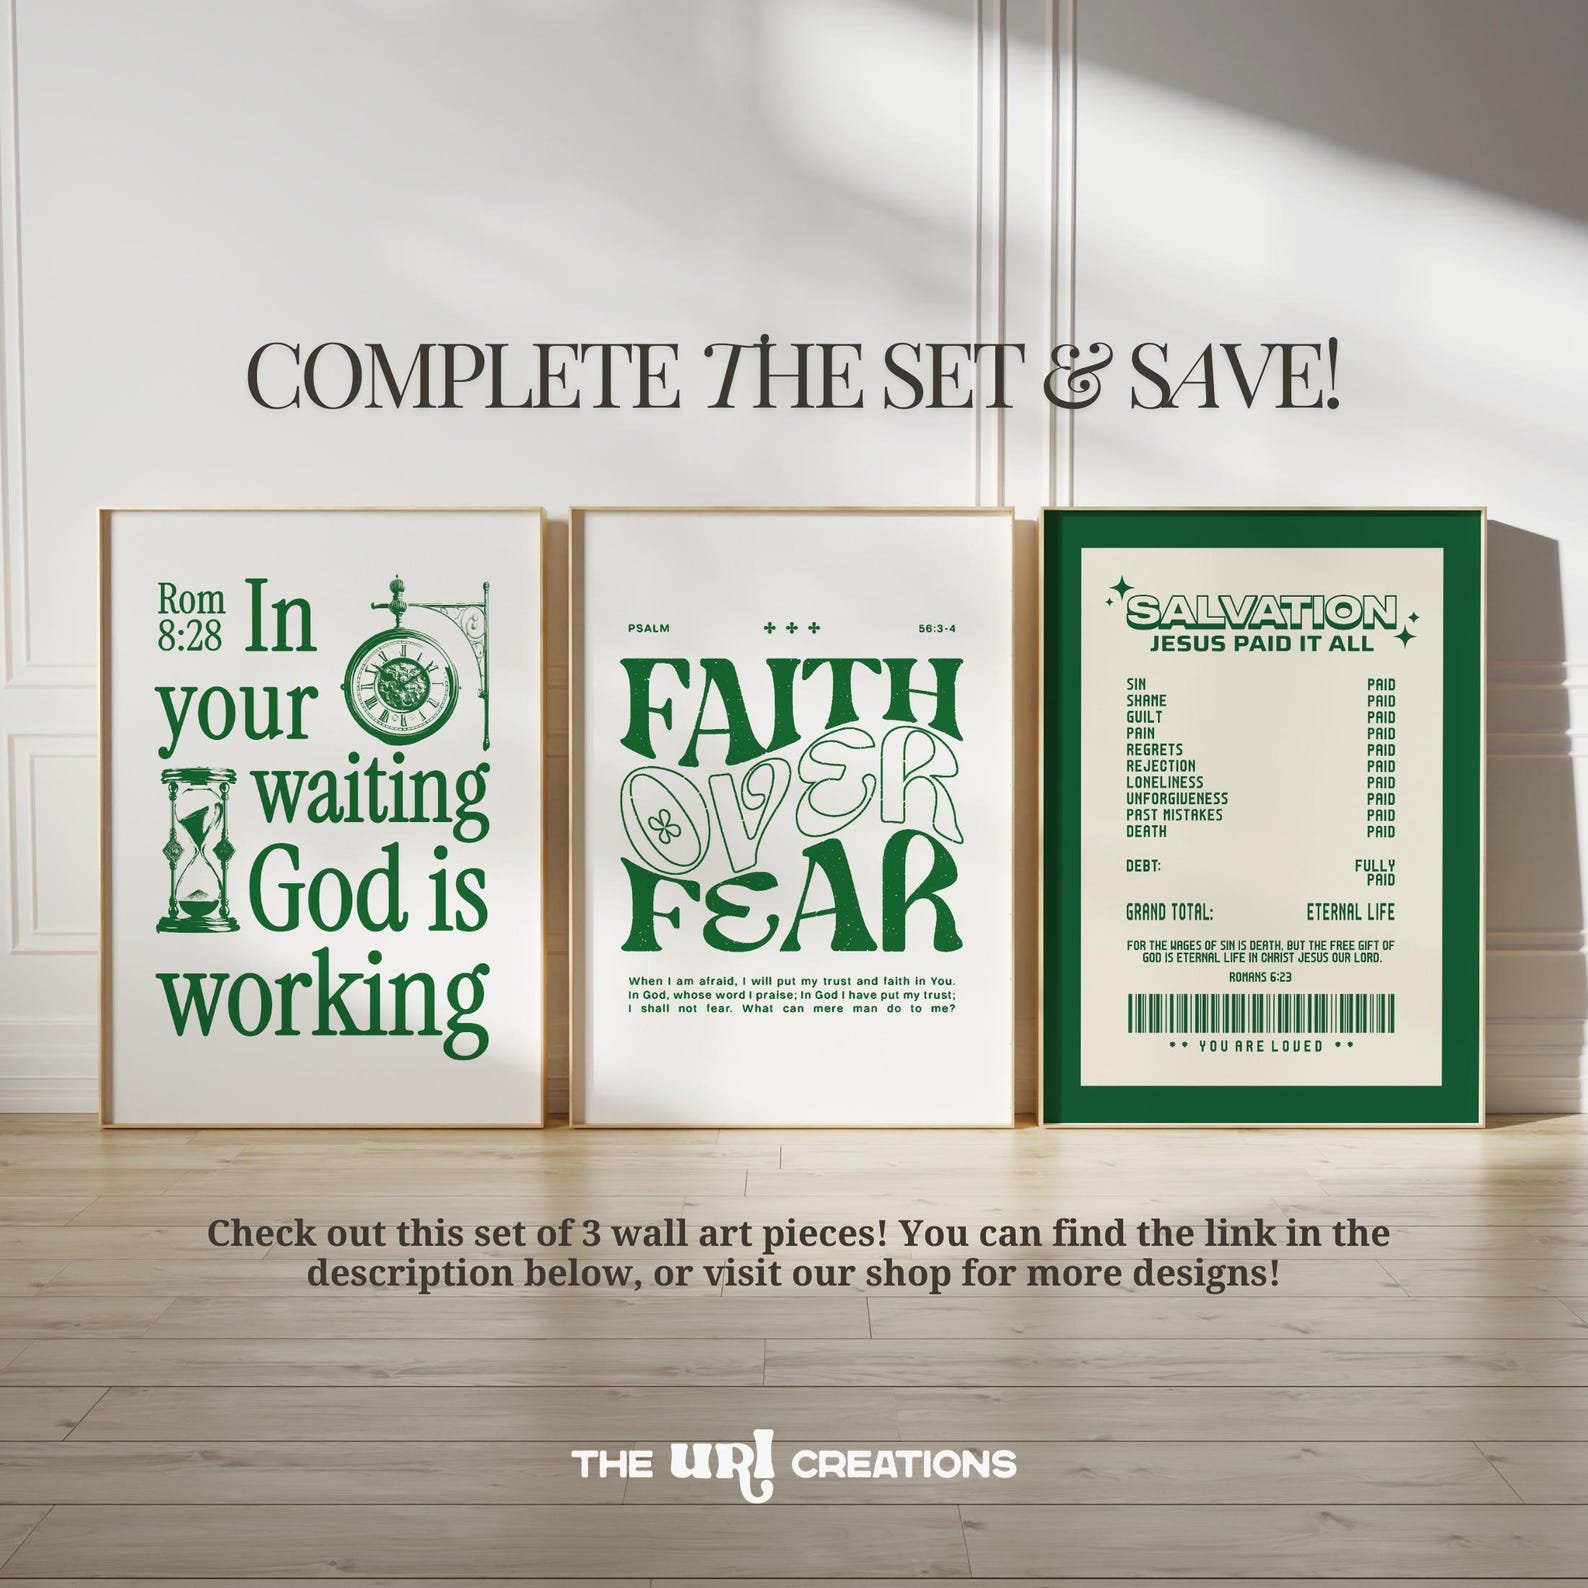 COMPLETE THE SET & SAVE!
Rom
8:28
In
your
waiting
God is
working
PSALM
56:3-4
FAITH
OVER
FEAR
When I am afraid, I will put my trust and faith in You.
In God, whose word I praise; In God I have put my trust;
I shall not fear. What can mere man do to me?
SALVATION
JESUS PAID IT ALL
SIN PAID
SHAME PAID
GUILT PAID
PAIN PAID
REGRETS PAID
REJECTION PAID
LONELINESS PAID
UNFORGIVENESS PAID
PAST MISTAKES PAID
DEATH PAID
DEBT: FULLY
PAID
GRAND TOTAL: ETERNAL LIFE
FOR THE WAGES OF SIN IS DEATH, BUT THE FREE GIFT OF
GOD IS ETERNAL LIFE IN CHRIST JESUS OUR LORD.
ROMANS 6:23
** YOU ARE LOVED **
Check out this set of 3 wall art pieces! You can find the link in the
description below, or visit our shop for more designs!
THE URI CREATIONS